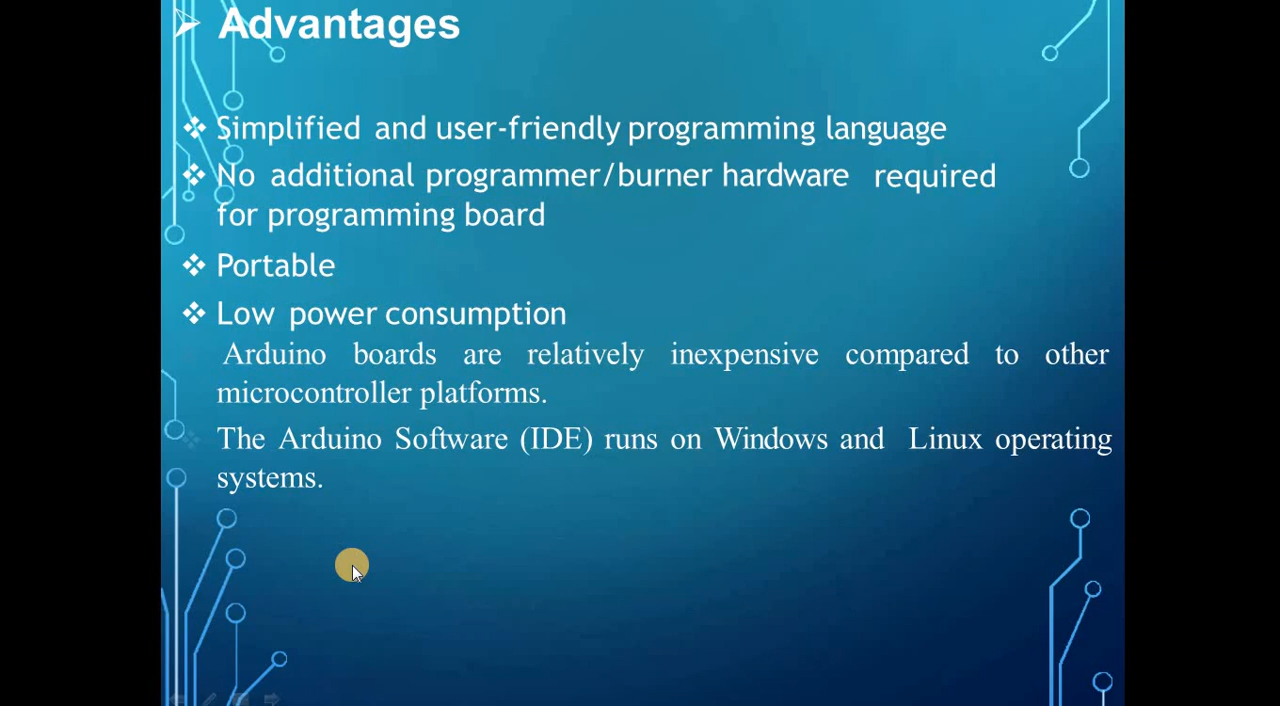 Advantages
Simplified and user-friendly programming language
No additional programmer/burner hardware required
for programming board
Portable
Low power consumption
Arduino boards are relatively inexpensive compared to other
microcontroller platforms.
The Arduino Software (IDE) runs on Windows and Linux operating
systems.